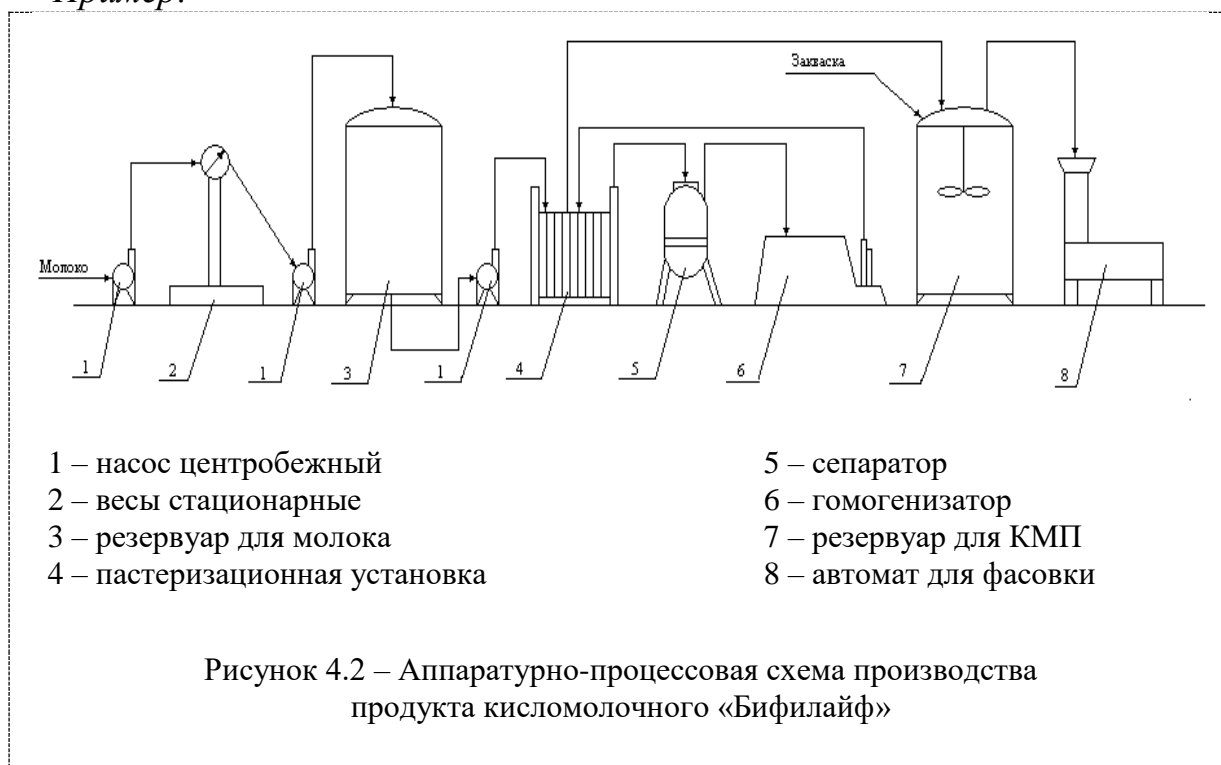 Пример:
Закваска
Молоко
1
2
1
3
1
4
5
6
7
8
1 – насос центробежный
2 – весы стационарные
3 – резервуар для молока
4 – пастеризационная установка
5 – сепаратор
6 – гомогенизатор
7 – резервуар для КМП
8 – автомат для фасовки
Рисунок 4.2 – Аппаратурно-процессовая схема производства
продукта кисломолочного «Бифилайф»